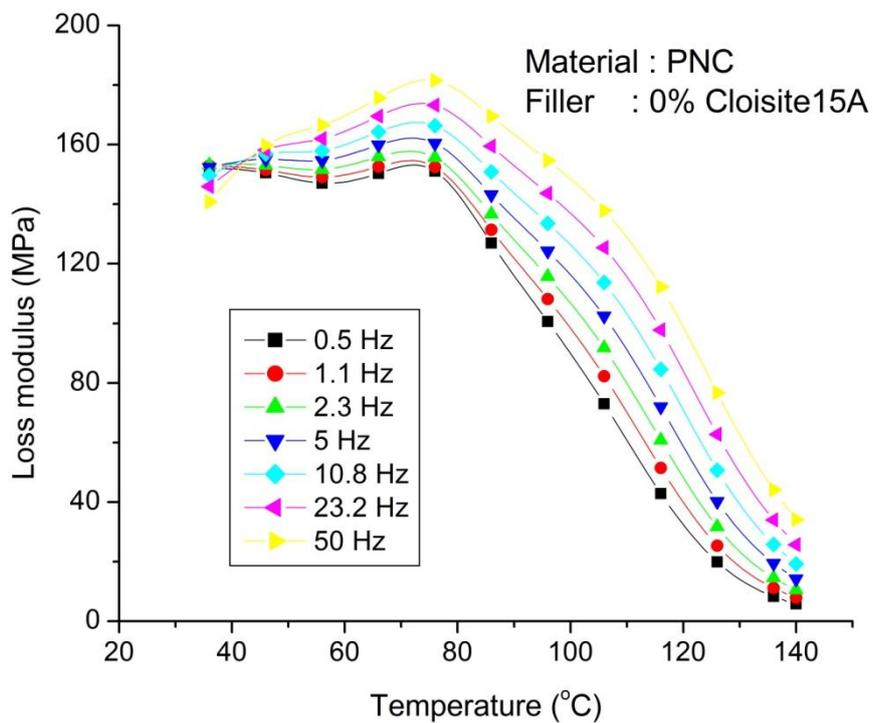 200
160
120
80
40
0
Loss modulus (MPa)
Material : PNC
Filler : 0% Cloisite15A
0.5 Hz
1.1 Hz
2.3 Hz
5 Hz
10.8 Hz
23.2 Hz
50 Hz
20 40 60 80 100 120 140
Temperature (°C)